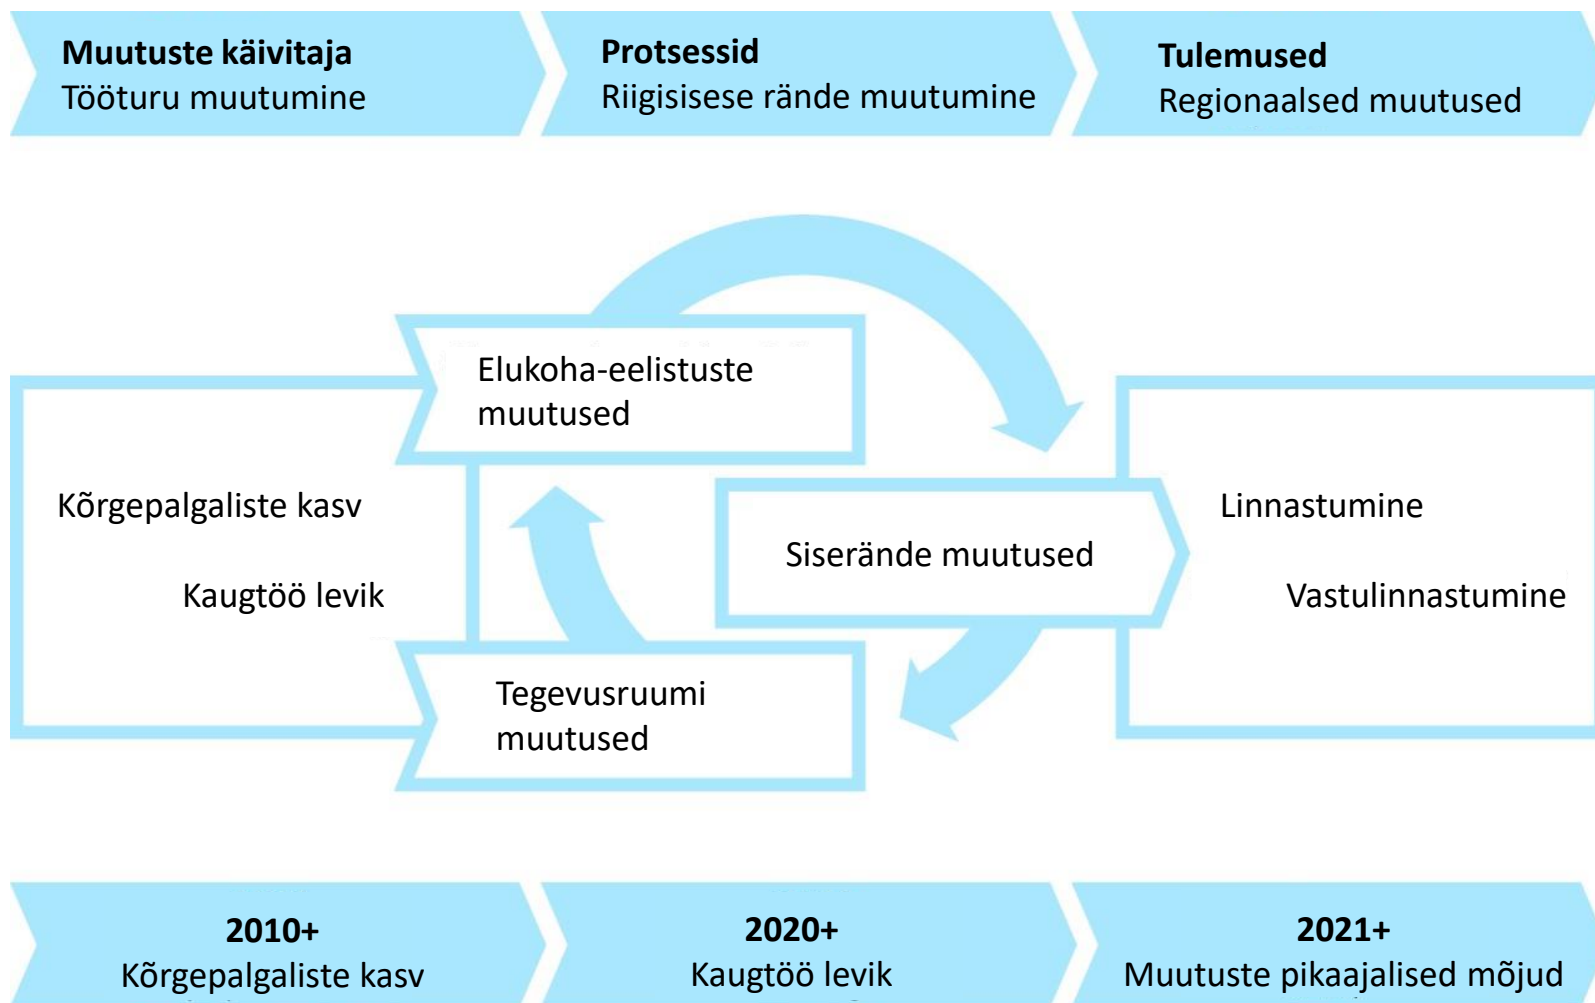 Muutuste käivitaja
Tööturu muutumine
Protsessid
Riigisisese rände muutumine
Tulemused
Regionaalsed muutused
Elukoha-eelistuste
muutused
Kõrgepalgaliste kasv
Kaugtöö levik
Siserände muutused
Linnastumine
Vastulinnastumine
Tegevusruumi
muutused
2010+
Kõrgepalgaliste kasv
2020+
Kaugtöö levik
2021+
Muutuste pikaajalised mõjud